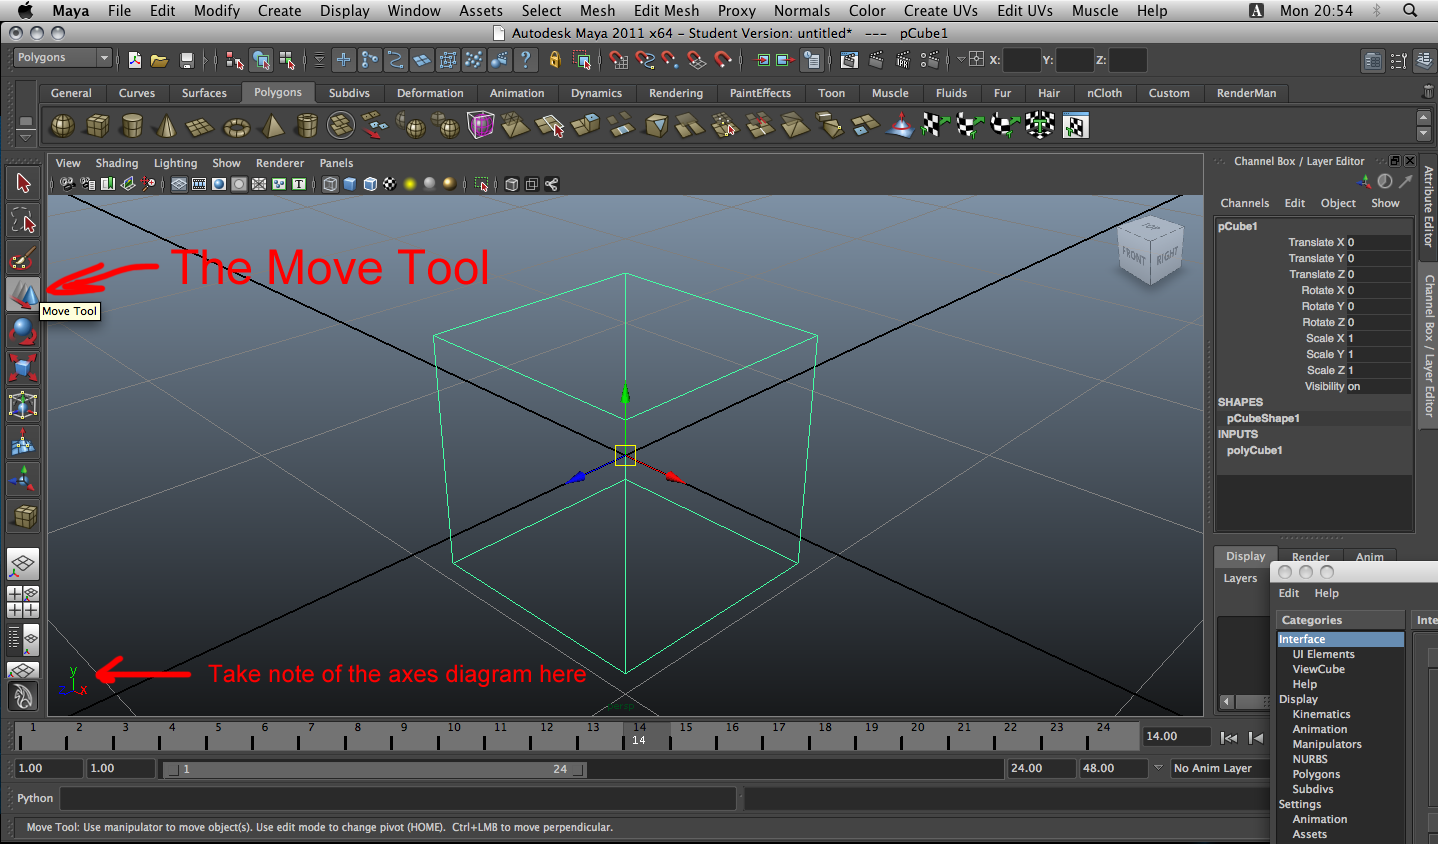 Maya File Edit Modify Create Display Window Assets Select Mesh Edit Mesh Proxy Normals Color Create UVs Edit UVs Muscle Help A Mon 20:54
Autodesk Maya 2011 x64 - Student Version: untitled* --- pCube1
Polygons ? X: Y: Z:
General Curves Surfaces Polygons Subdivs Deformation Animation Dynamics Rendering PaintEffects Toon Muscle Fluids Fur Hair nCloth Custom RenderMan
View Shading Lighting Show Renderer Panels
T
The Move Tool
Move Tool
TOP
FRONT
RIGHT
Take note of the axes diagram here
y
x
persp
Channel Box / Layer Editor
Channels Edit Object Show
pCube1
Translate X 0
Translate Y 0
Translate Z 0
Rotate X 0
Rotate Y 0
Rotate Z 0
Scale X 1
Scale Y 1
Scale Z 1
Visibility on
SHAPES
pCubeShape1
INPUTS
polyCube1
Attribute Editor
Channel Box / Layer Editor
Display Render Anim
Layers
Edit Help
Categories Inte
Interface
UI Elements
ViewCube
Help
Display
Kinematics
Animation
Manipulators
NURBS
Polygons
Subdivs
Settings
Animation
Assets
1 2 3 4 5 6 7 8 9 10 11 12 13 14 15 16 17 18 19 20 21 22 23 24
14
14.00
1.00 1.00 1 24 24.00 48.00 No Anim Layer
Python
Move Tool: Use manipulator to move object(s). Use edit mode to change pivot (HOME). Ctrl+LMB to move perpendicular.